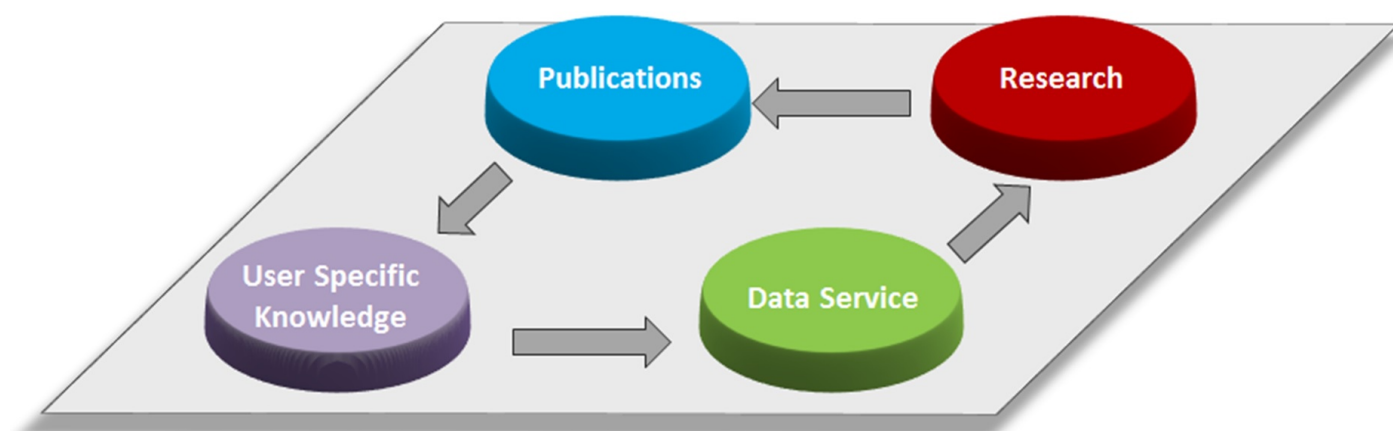 Publications
Research
User Specific
Knowledge
Data Service